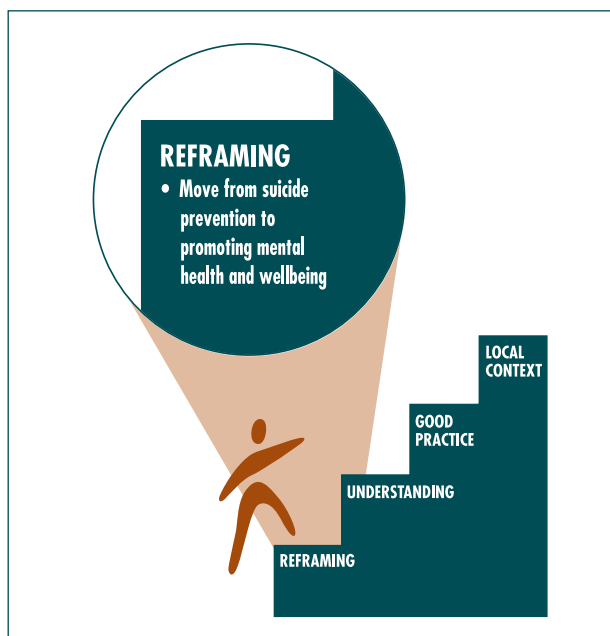 REFRAMING
• Move from suicide
prevention to
promoting mental
health and wellbeing
LOCAL
CONTEXT
GOOD
PRACTICE
UNDERSTANDING
REFRAMING